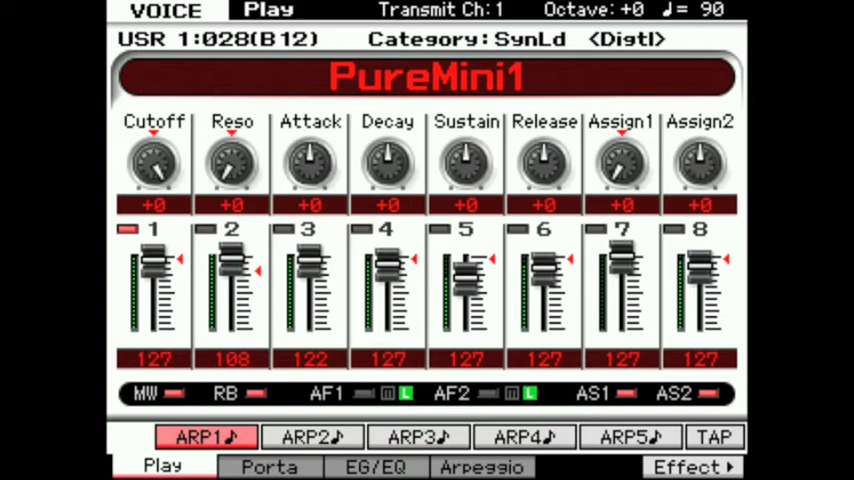 VOICE Play Transmit Ch:1 Octave:+0 ♩= 90
USR 1:028(B12) Category:SynLd <Digtl>
PureMini1
Cutoff Reso Attack Decay Sustain Release Assign1 Assign2
+0 +0 +0 +0 +0 +0 +0 +0
1 2 3 4 5 6 7 8
127 108 122 127 127 127 127 127
MW RB AF1 m L AF2 m L AS1 AS2
ARP1♪ ARP2♪ ARP3♪ ARP4♪ ARP5♪ TAP
Play Porta EG/EQ Arpeggio Effect